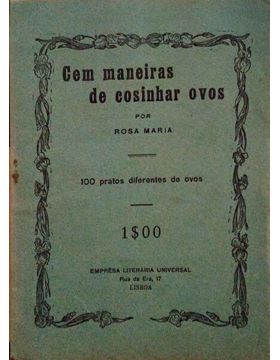 Cem maneiras
de cosinhar ovos
POR
ROSA MARIA
100 pratos diferentes de ovos
1$00
EMPRÊSA LITERÁRIA UNIVERSAL
Rua da Era, 17
LISBOA